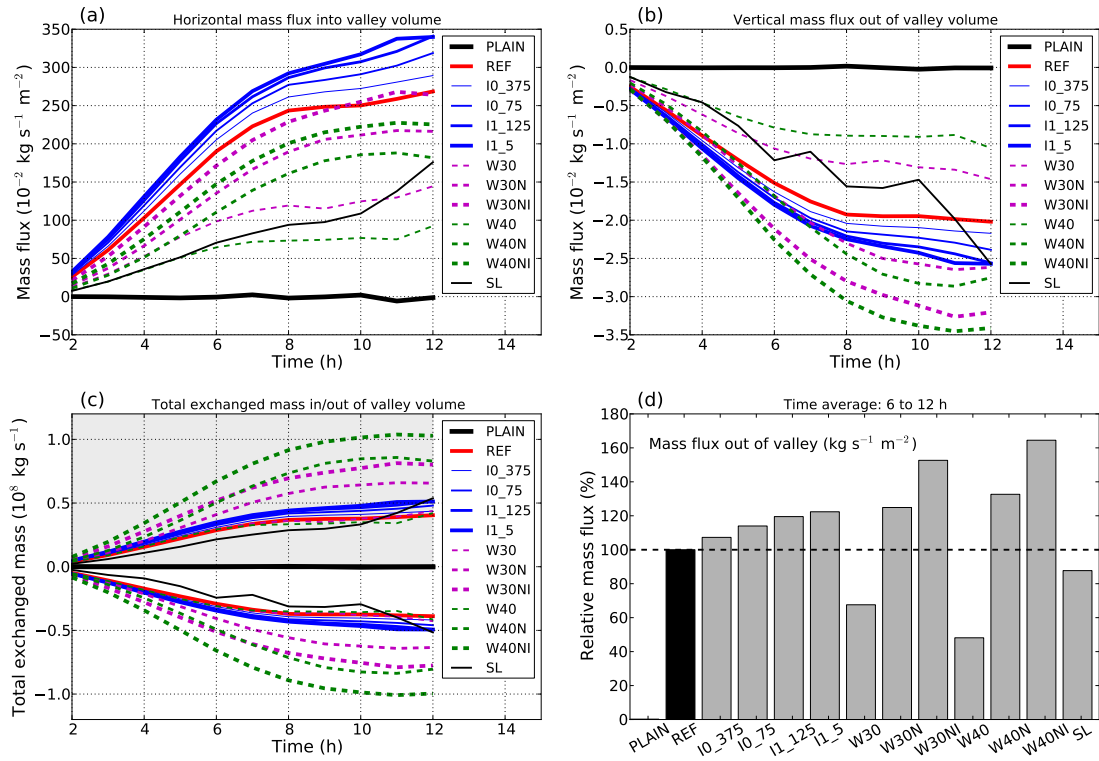 (a)
Horizontal mass flux into valley volume
Mass flux (10⁻² kg s⁻¹ m⁻²)
350
300
250
200
150
100
50
0
−50
2 4 6 8 10 12 14
Time (h)
PLAIN
REF
I0_375
I0_75
I1_125
I1_5
W30
W30N
W30NI
W40
W40N
W40NI
SL
(b)
Vertical mass flux out of valley volume
Mass flux (10⁻² kg s⁻¹ m⁻²)
0.0
−0.5
−1.0
−1.5
−2.0
−2.5
−3.0
−3.5
2 4 6 8 10 12 14
Time (h)
PLAIN
REF
I0_375
I0_75
I1_125
I1_5
W30
W30N
W30NI
W40
W40N
W40NI
SL
(c)
Total exchanged mass in/out of valley volume
Total exchanged mass (10⁸ kg s⁻¹)
1.0
0.5
0.0
−0.5
−1.0
2 4 6 8 10 12 14
Time (h)
PLAIN
REF
I0_375
I0_75
I1_125
I1_5
W30
W30N
W30NI
W40
W40N
W40NI
SL
(d)
Time average: 6 to 12 h
Mass flux out of valley (kg s⁻¹ m⁻²)
Relative mass flux (%)
180
160
140
120
100
80
60
40
20
0
PLAIN REF I0_375 I0_75 I1_125 I1_5 W30 W30N W30NI W40 W40N W40NI SL